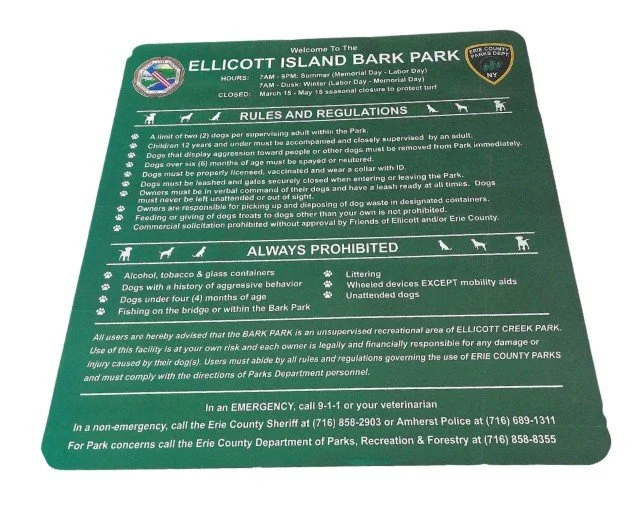 Welcome To The
ELLICOTT ISLAND BARK PARK
ERIE COUNTY
PARKS DEPT
NY
HOURS: 7AM - 9PM: Summer (Memorial Day - Labor Day)
7AM - Dusk: Winter (Labor Day - Memorial Day)
CLOSED: March 15 - May 15 seasonal closure to protect turf
RULES AND REGULATIONS
A limit of two (2) dogs per supervising adult within the Park.
Children 12 years and under must be accompanied and closely supervised by an adult.
Dogs that display aggression toward people or other dogs must be removed from Park immediately.
Dogs over six (6) months of age must be spayed or neutered.
Dogs must be properly licensed, vaccinated and wear a collar with ID.
Dogs must be leashed and gates securely closed when entering or leaving the Park.
Owners must be in verbal command of their dogs and have a leash ready at all times. Dogs
must never be left unattended or out of sight.
Owners are responsible for picking up and disposing of dog waste in designated containers.
Feeding or giving of dogs treats to dogs other than your own is not prohibited.
Commercial solicitation prohibited without approval by Friends of Ellicott and/or Erie County.
ALWAYS PROHIBITED
Alcohol, tobacco & glass containers
Dogs with a history of aggressive behavior
Dogs under four (4) months of age
Fishing on the bridge or within the Bark Park
Littering
Wheeled devices EXCEPT mobility aids
Unattended dogs
All users are hereby advised that the BARK PARK is an unsupervised recreational area of ELLICOTT CREEK PARK.
Use of this facility is at your own risk and each owner is legally and financially responsible for any damage or
injury caused by their dog(s). Users must abide by all rules and regulations governing the use of ERIE COUNTY PARKS
and must comply with the directions of Parks Department personnel.
In an EMERGENCY, call 9-1-1 or your veterinarian
In a non-emergency, call the Erie County Sheriff at (716) 858-2903 or Amherst Police at (716) 689-1311
For Park concerns call the Erie County Department of Parks, Recreation & Forestry at (716) 858-8355